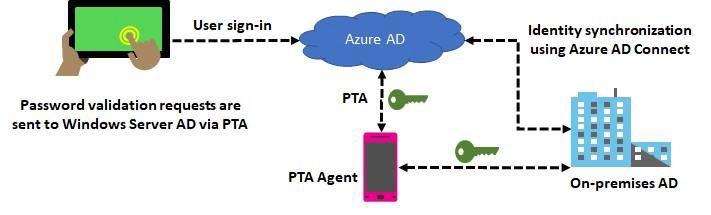 User sign-in
Azure AD
Identity synchronization
using Azure AD Connect
Password validation requests are
sent to Windows Server AD via PTA
PTA
PTA Agent
On-premises AD